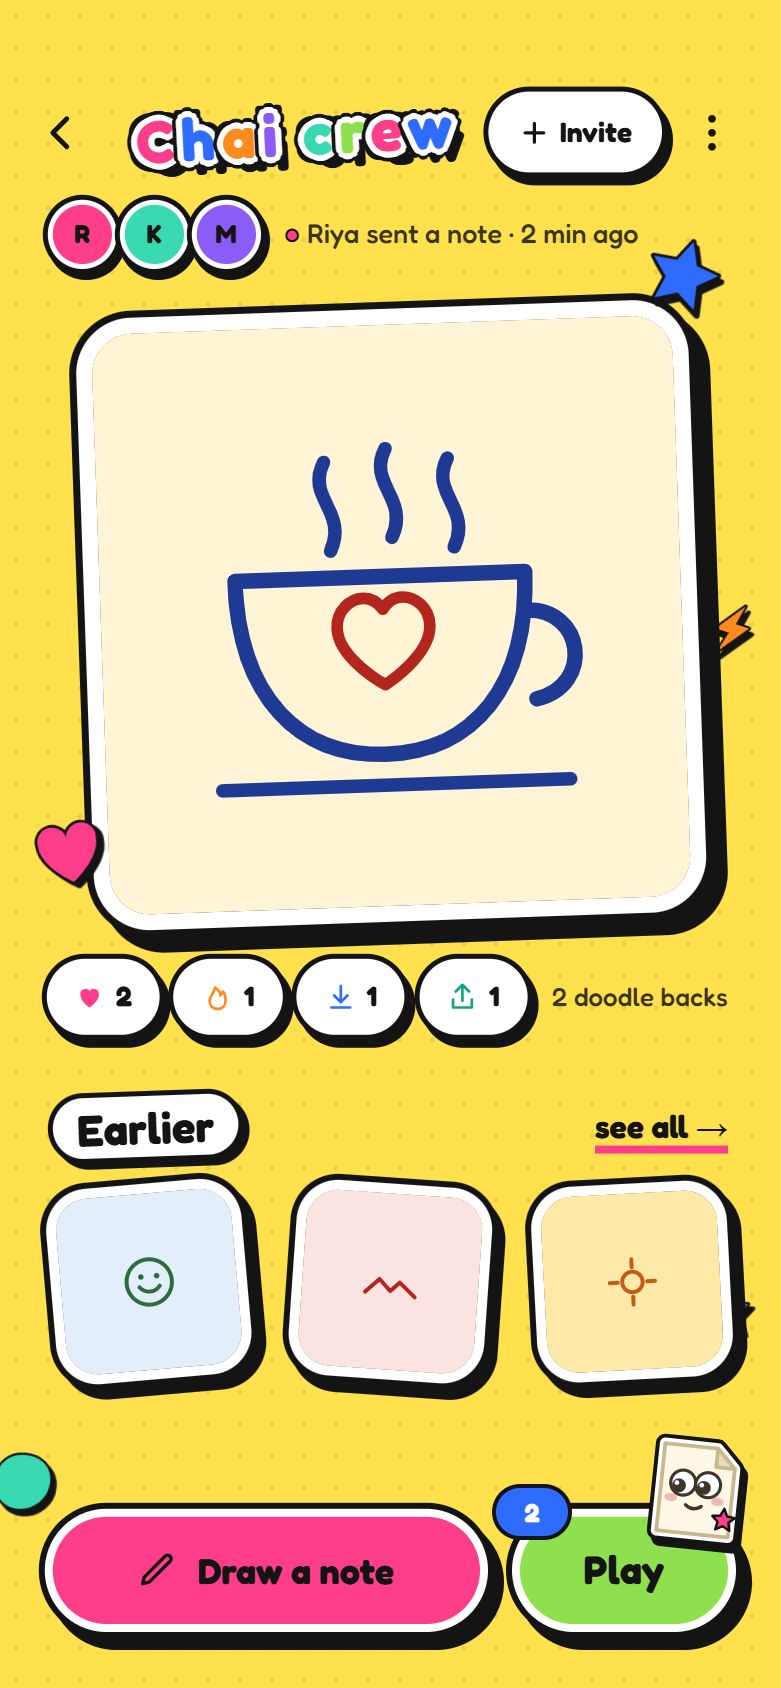 Chai crew
+ Invite
R K M
Riya sent a note · 2 min ago
2 1 1 1 2 doodle backs
Earlier
see all →
2
Draw a note
Play